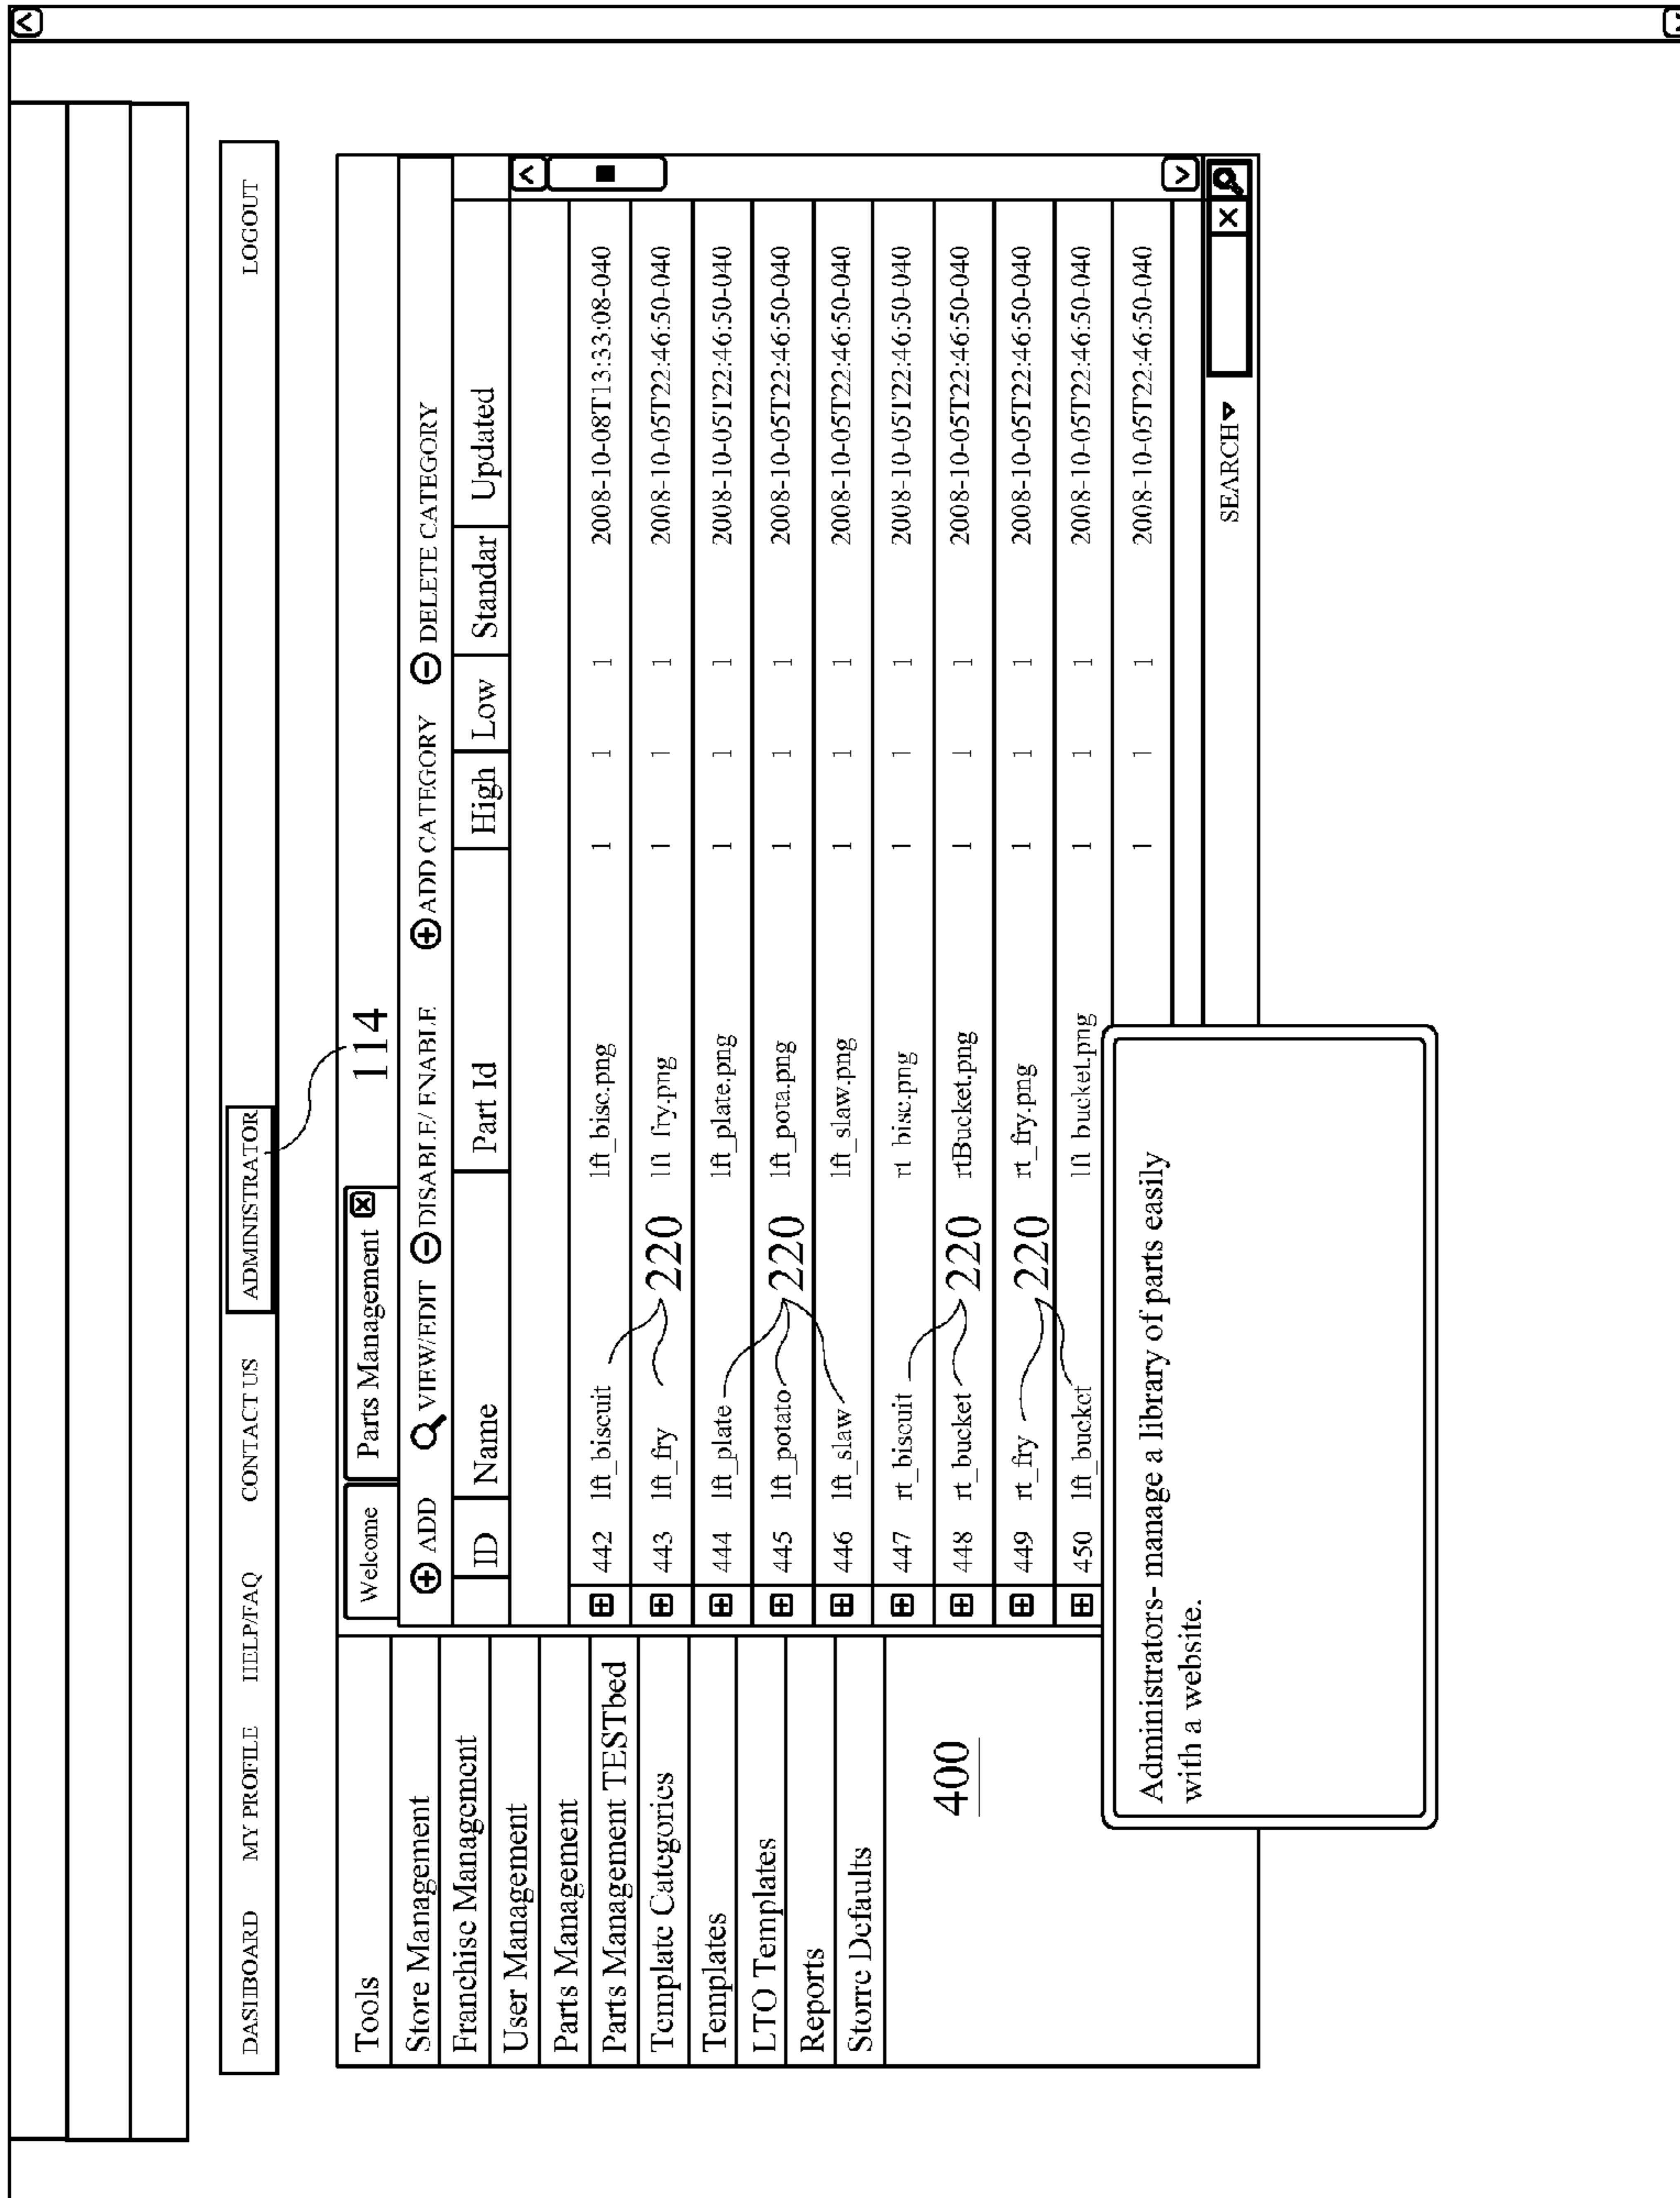 DASHBOARD MY PROFILE HELP/FAQ CONTACT US ADMINISTRATOR LOGOUT
114
Tools
Store Management
Franchise Management
User Management
Parts Management
Parts Management TESTbed
Template Categories
Templates
LTO Templates
Reports
Storre Defaults
400
Welcome Parts Management
ADD VIEW/EDIT DISABLE/ ENABLE ADD CATEGORY DELETE CATEGORY
ID Name Part Id High Low Standar Updated
442 lft_biscuit lft_bisc.png 1 1 1 2008-10-08T13:33:08-040
443 lft_fry 220 lft_fry.png 1 1 1 2008-10-05T22:46:50-040
444 lft_plate lft_plate.png 1 1 1 2008-10-05T22:46:50-040
445 lft_potato 220 lft_pota.png 1 1 1 2008-10-05T22:46:50-040
446 lft_slaw lft_slaw.png 1 1 1 2008-10-05T22:46:50-040
447 rt_biscuit rt_bisc.png 1 1 1 2008-10-05T22:46:50-040
448 rt_bucket 220 rtBucket.png 1 1 1 2008-10-05T22:46:50-040
449 rt_fry 220 rt_fry.png 1 1 1 2008-10-05T22:46:50-040
450 lft_bucket lft_bucket.png 1 1 1 2008-10-05T22:46:50-040
1 1 2008-10-05T22:46:50-040
SEARCH
Administrators- manage a library of parts easily
with a website.